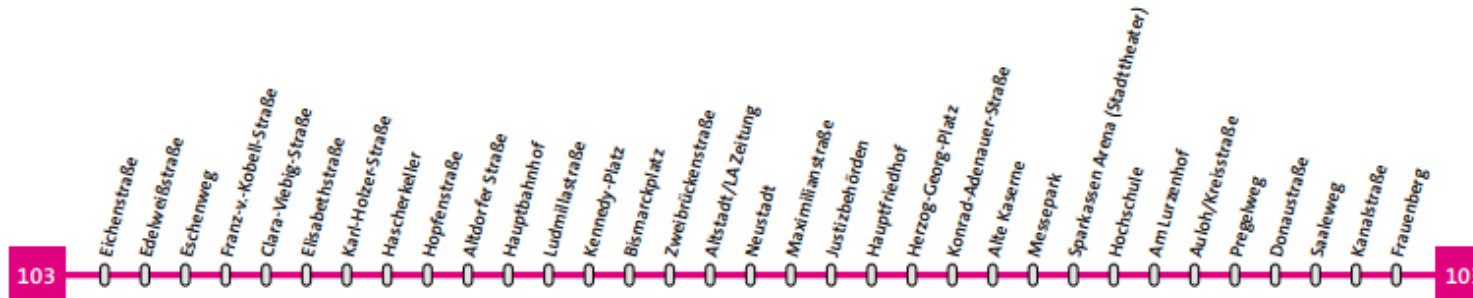 103
Eichenstraße
Edelweißstraße
Eschenweg
Franz-v.-Kobell-Straße
Clara-Viebig-Straße
Elisabethstraße
Karl-Holzer-Straße
Hascherkeller
Hopfenstraße
Altdorfer Straße
Hauptbahnhof
Ludmillastraße
Kennedy-Platz
Bismarckplatz
Zweibrückenstraße
Altstadt/LA Zeitung
Neustadt
Maximilianstraße
Justizbehörden
Hauptfriedhof
Herzog-Georg-Platz
Konrad-Adenauer-Straße
Alte Kaserne
Messepark
Sparkassen Arena (Stadttheater)
Hochschule
Am Lurzenhof
Auloh/Kreisstraße
Pregelweg
Donaustraße
Saaleweg
Kanalstraße
Frauenberg